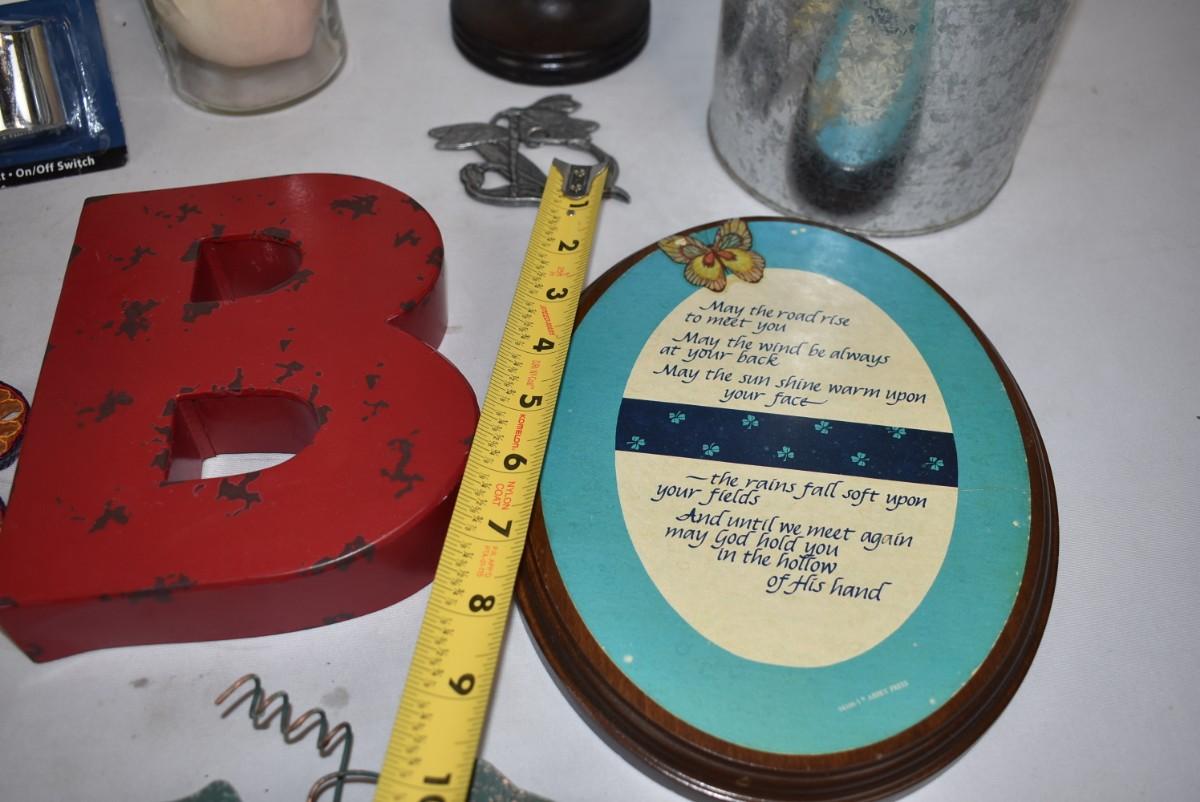 • On/Off Switch
B
1
2
3
4
5
KOMELON
6
NYLON
COAT
7
8
9
10
May the road rise
to meet you
May the wind be always
at your back
May the sun shine warm upon
your face
—the rains fall soft upon
your fields
And until we meet again
may God hold you
in the hollow
of His hand
ABBEY PRESS